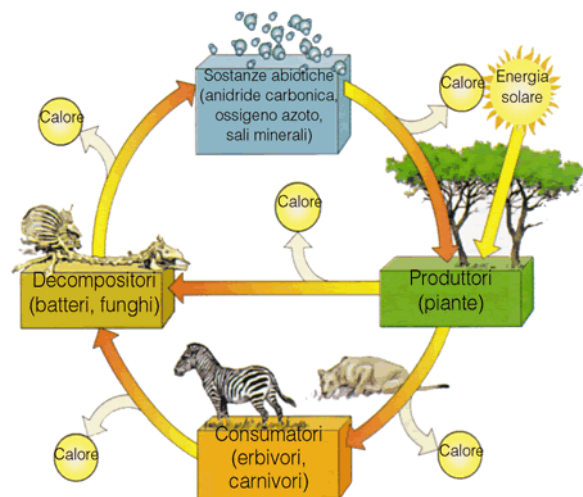 Sostanze abiotiche
(anidride carbonica,
ossigeno azoto,
sali minerali)
Calore
Energia
solare
Calore
Calore
Decompositori
(batteri, funghi)
Produttori
(piante)
Calore
Consumatori
(erbivori,
carnivori)
Calore